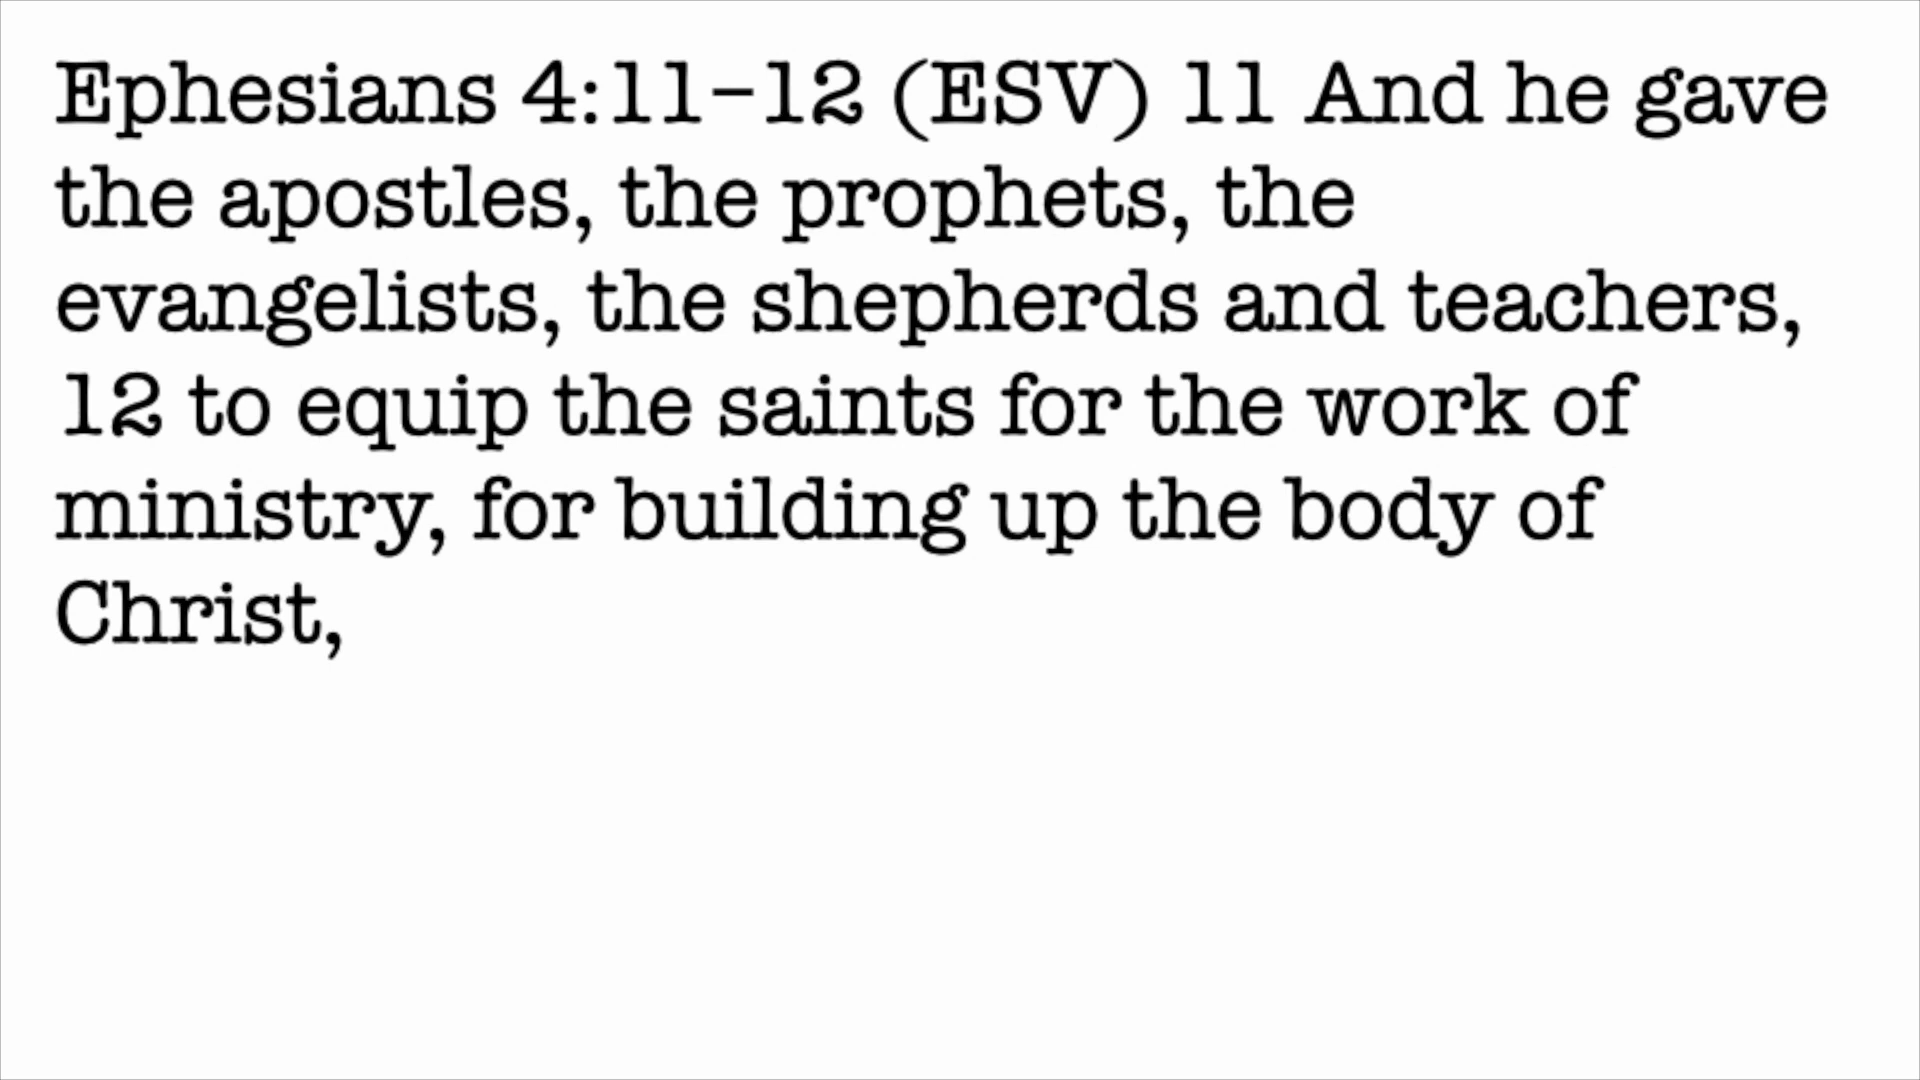 Ephesians 4:11–12 (ESV) 11 And he gave
the apostles, the prophets, the
evangelists, the shepherds and teachers,
12 to equip the saints for the work of
ministry, for building up the body of
Christ,